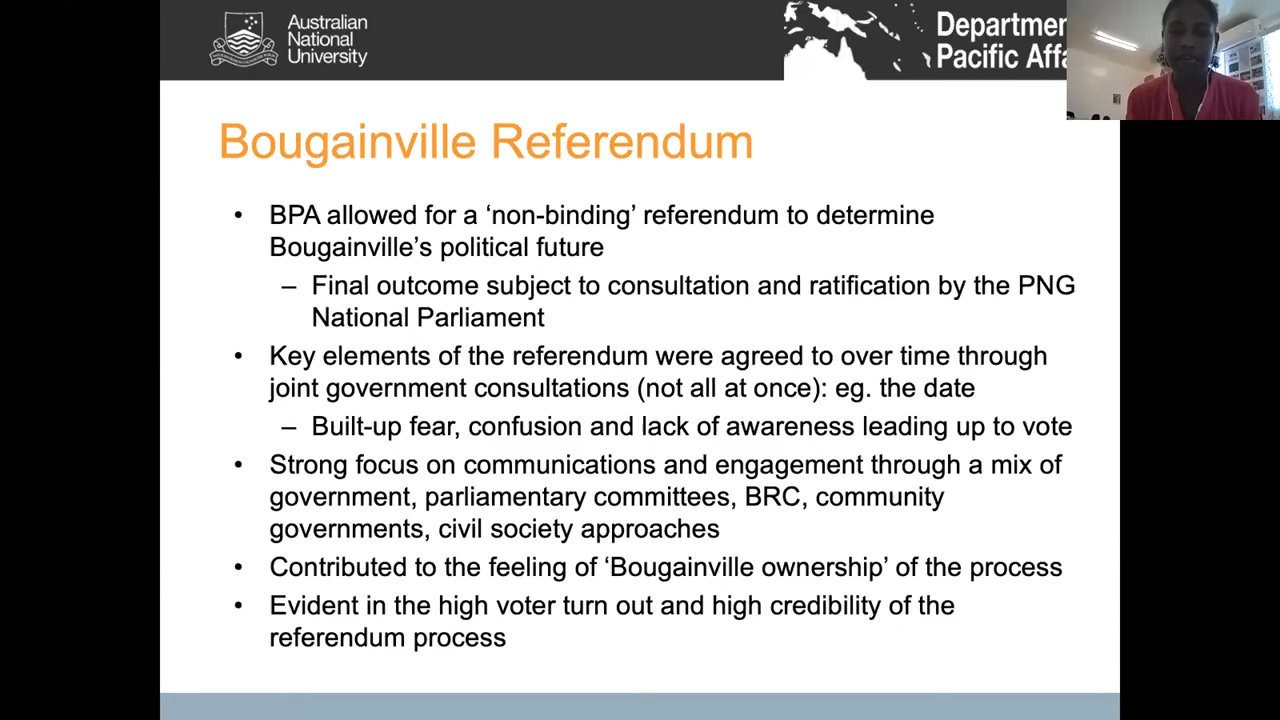 Australian
National
University
Pacific
Bougainville Referendum
• BPA allowed for a ‘non-binding’ referendum to determine
Bougainville’s political future
– Final outcome subject to consultation and ratification by the PNG
National Parliament
• Key elements of the referendum were agreed to over time through
joint government consultations (not all at once): eg. the date
– Built-up fear, confusion and lack of awareness leading up to vote
• Strong focus on communications and engagement through a mix of
government, parliamentary committees, BRC, community
governments, civil society approaches
• Contributed to the feeling of ‘Bougainville ownership’ of the process
• Evident in the high voter turn out and high credibility of the
referendum process